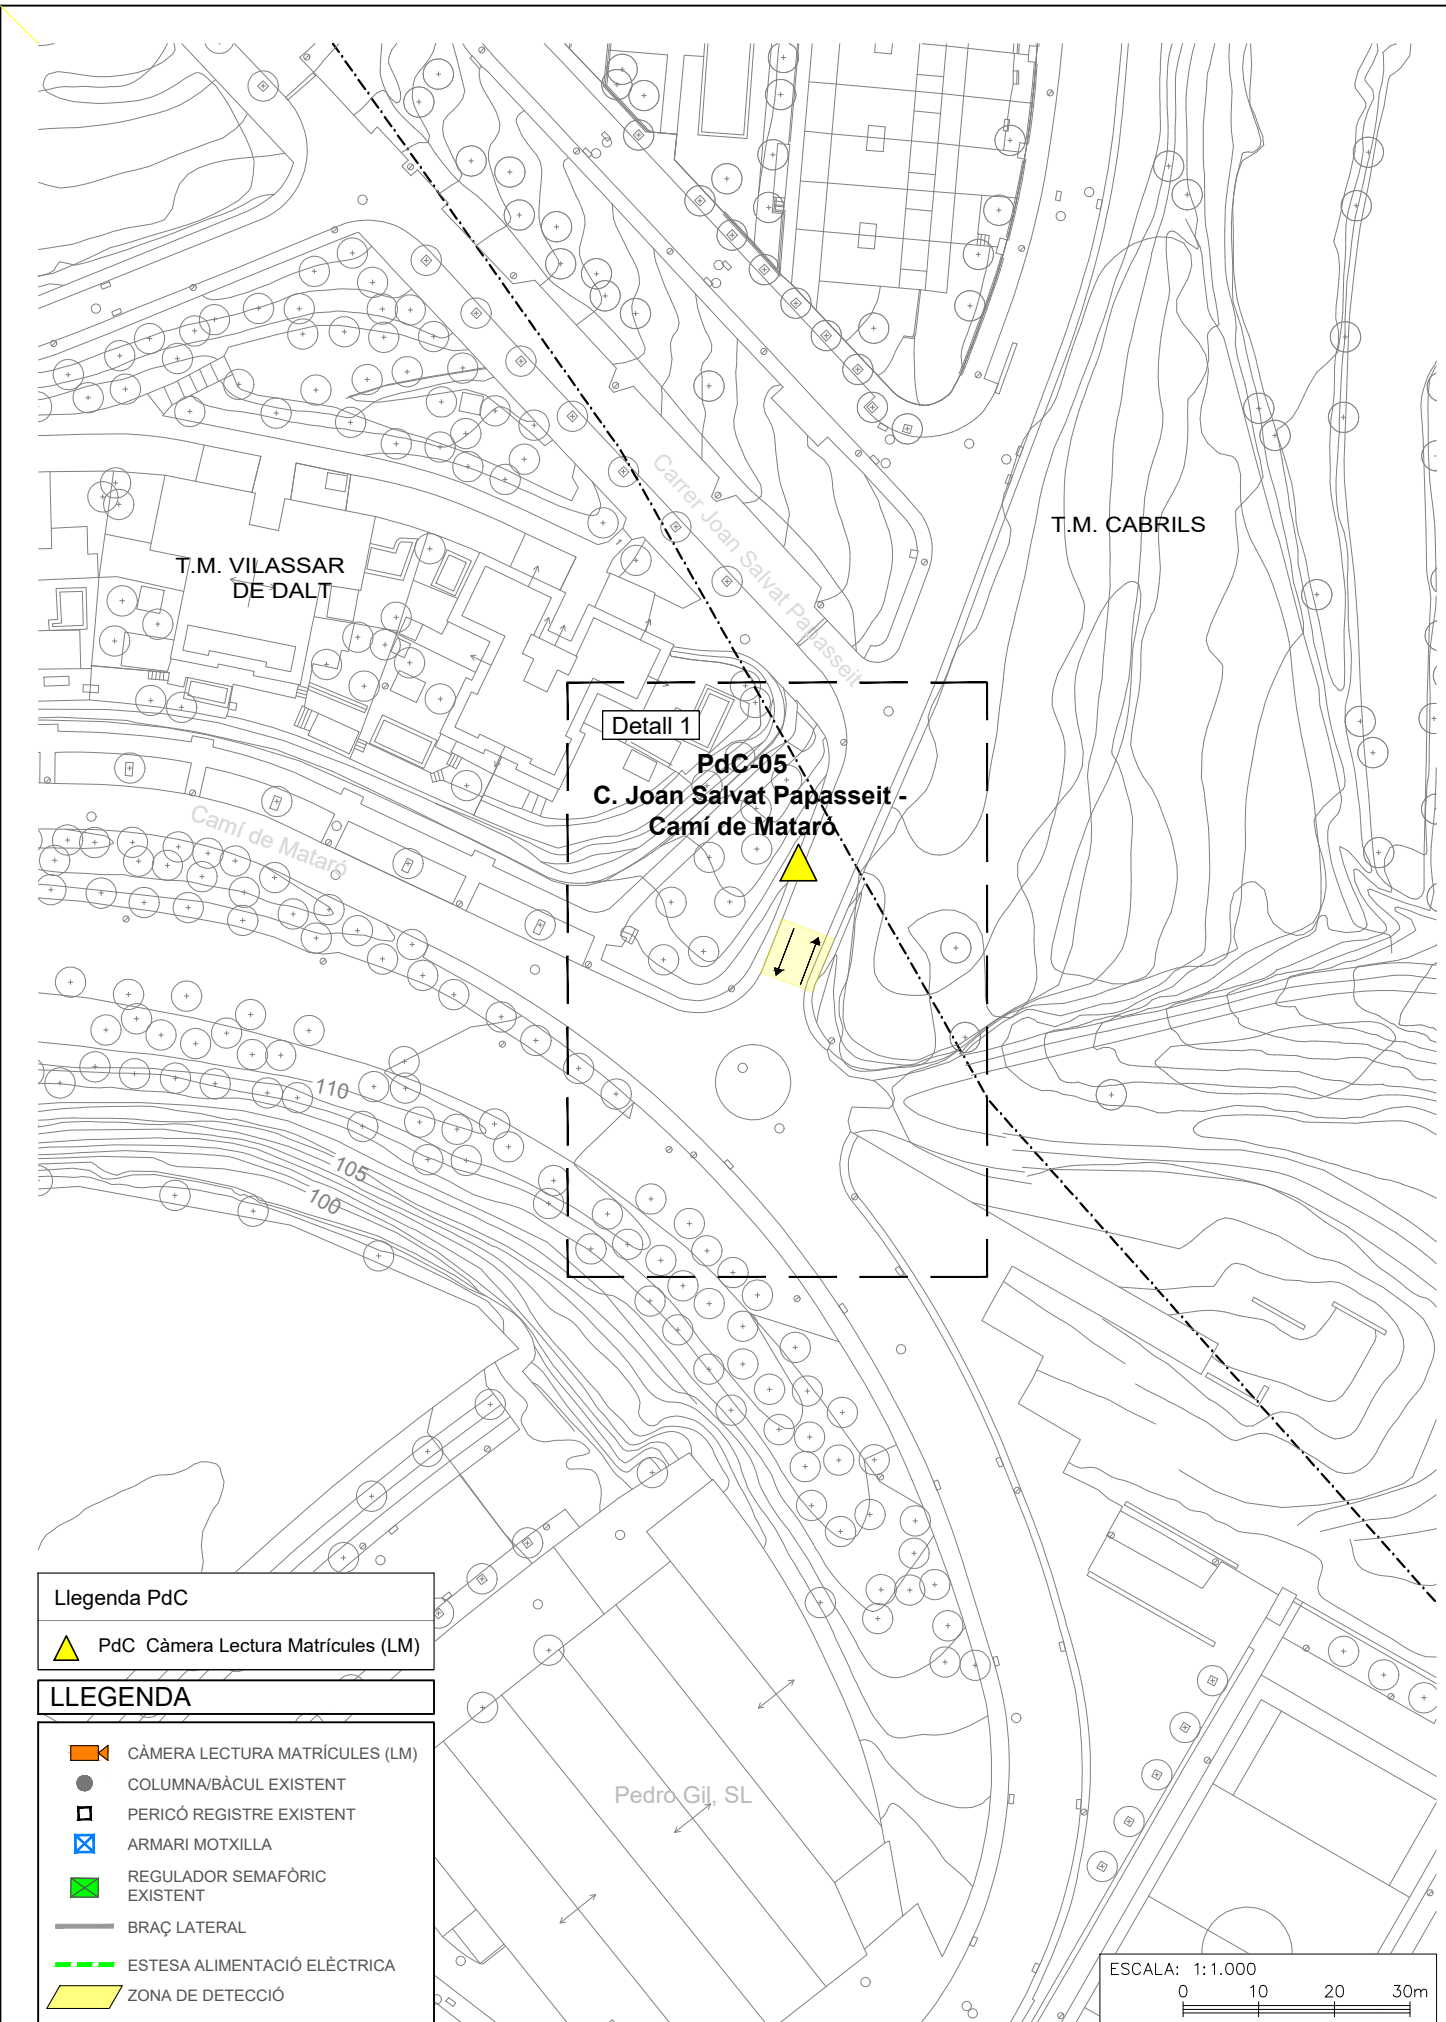 Carrer Joan Salvat Papasseit
T.M. CABRILS
T.M. VILASSAR
DE DALT
Detall 1
PdC-05
C. Joan Salvat Papasseit -
Camí de Mataró
Camí de Mataró
110
105
100
Llegenda PdC
PdC Càmera Lectura Matrícules (LM)
LLEGENDA
CÀMERA LECTURA MATRÍCULES (LM)
COLUMNA/BÀCUL EXISTENT
PERICÓ REGISTRE EXISTENT
ARMARI MOTXILLA
REGULADOR SEMAFÒRIC
EXISTENT
BRAÇ LATERAL
ESTESA ALIMENTACIÓ ELÈCTRICA
ZONA DE DETECCIÓ
Pedro Gil, SL
ESCALA: 1:1.000
0 10 20 30m